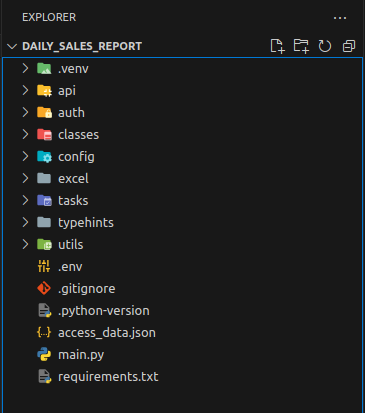 EXPLORER
DAILY_SALES_REPORT
.venv
api
auth
classes
config
excel
tasks
typehints
utils
.env
.gitignore
.python-version
access_data.json
main.py
requirements.txt